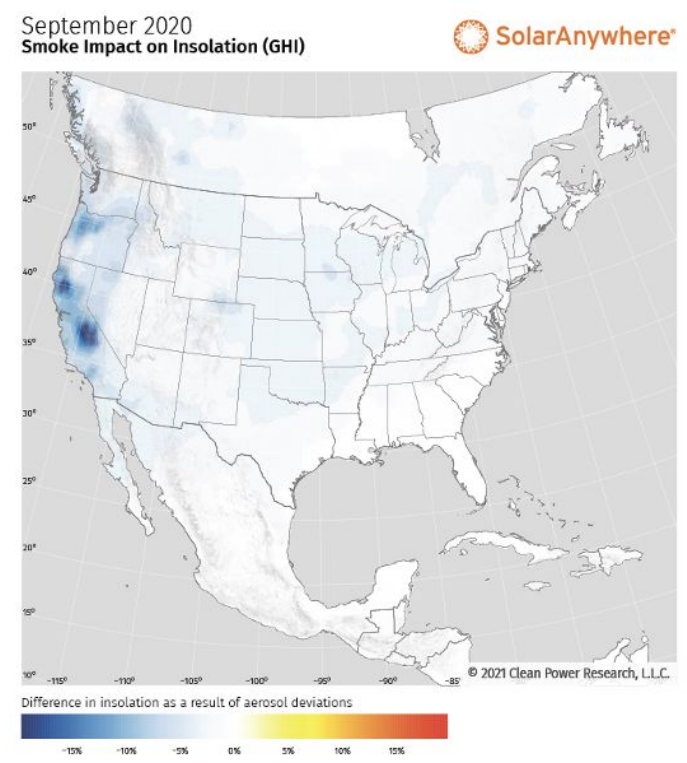 September 2020
Smoke Impact on Insolation (GHI)
SolarAnywhere®
50°
45°
40°
35°
30°
25°
20°
15°
10°
-115° -110° -105° -100° -95° -90° -85°
© 2021 Clean Power Research, L.L.C.
Difference in insolation as a result of aerosol deviations
-15% -10% -5% 0% 5% 10% 15%